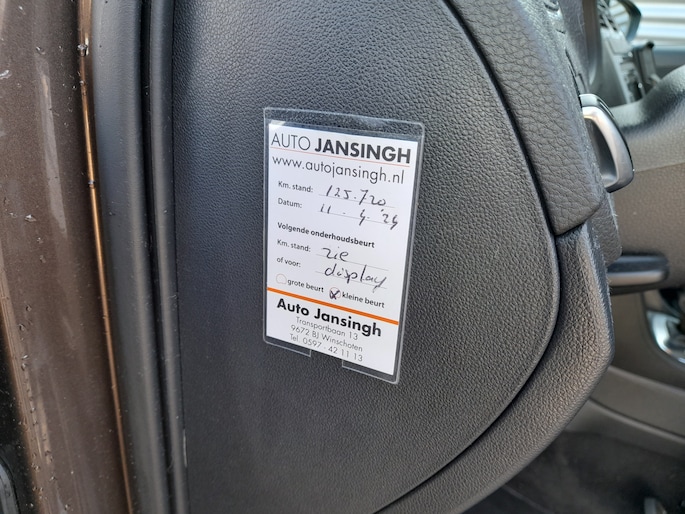 AUTO JANSINGH
www.autojansingh.nl
Km. stand: 125.720
Datum: 11-4-'24
Volgende onderhoudsbeurt
Km. stand: zie
of voor: display
grote beurt kleine beurt
Auto Jansingh
Transportbaan 13
9672 BJ Winschoten
Tel. 0597 - 42 11 13